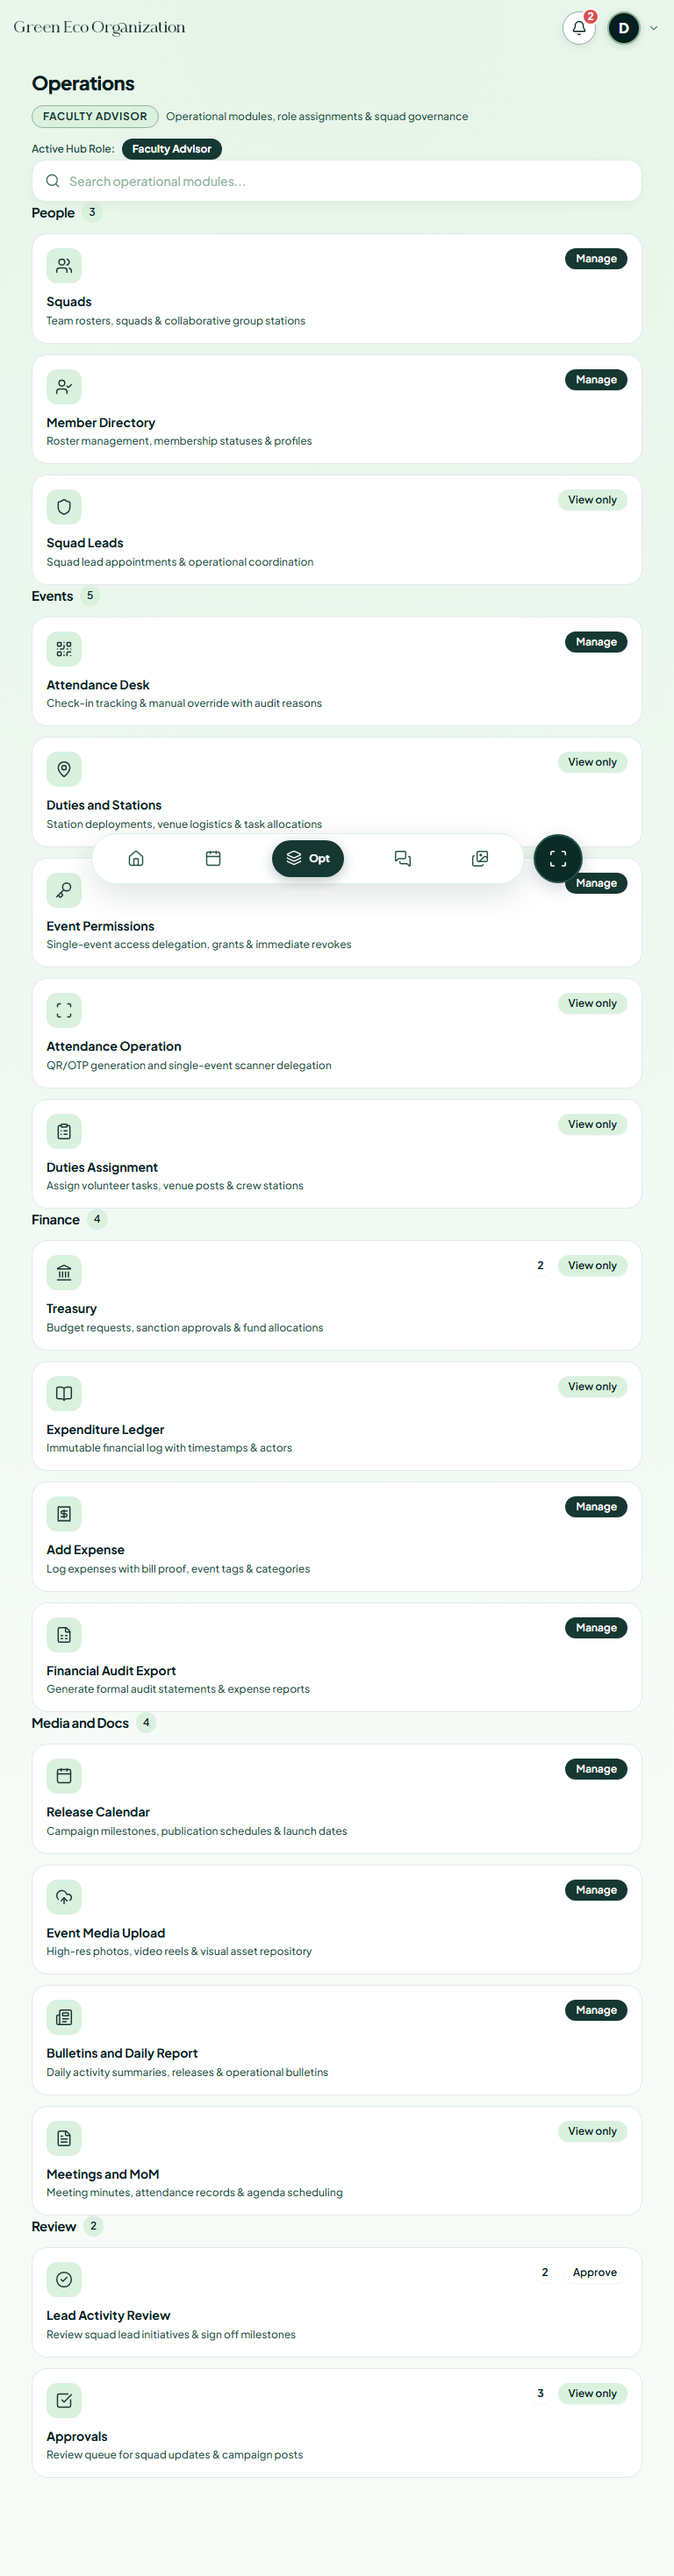 Green Eco Organization
2
D
Operations
FACULTY ADVISOR Operational modules, role assignments & squad governance
Active Hub Role: Faculty Advisor
Search operational modules...
People 3
Manage
Squads
Team rosters, squads & collaborative group stations
Manage
Member Directory
Roster management, membership statuses & profiles
View only
Squad Leads
Squad lead appointments & operational coordination
Events 5
Manage
Attendance Desk
Check-in tracking & manual override with audit reasons
View only
Duties and Stations
Station deployments, venue logistics & task allocations
Opt
Manage
Event Permissions
Single-event access delegation, grants & immediate revokes
View only
Attendance Operation
QR/OTP generation and single-event scanner delegation
View only
Duties Assignment
Assign volunteer tasks, venue posts & crew stations
Finance 4
2 View only
Treasury
Budget requests, sanction approvals & fund allocations
View only
Expenditure Ledger
Immutable financial log with timestamps & actors
Manage
Add Expense
Log expenses with bill proof, event tags & categories
Manage
Financial Audit Export
Generate formal audit statements & expense reports
Media and Docs 4
Manage
Release Calendar
Campaign milestones, publication schedules & launch dates
Manage
Event Media Upload
High-res photos, video reels & visual asset repository
Manage
Bulletins and Daily Report
Daily activity summaries, releases & operational bulletins
View only
Meetings and MoM
Meeting minutes, attendance records & agenda scheduling
Review 2
2 Approve
Lead Activity Review
Review squad lead initiatives & sign off milestones
3 View only
Approvals
Review queue for squad updates & campaign posts